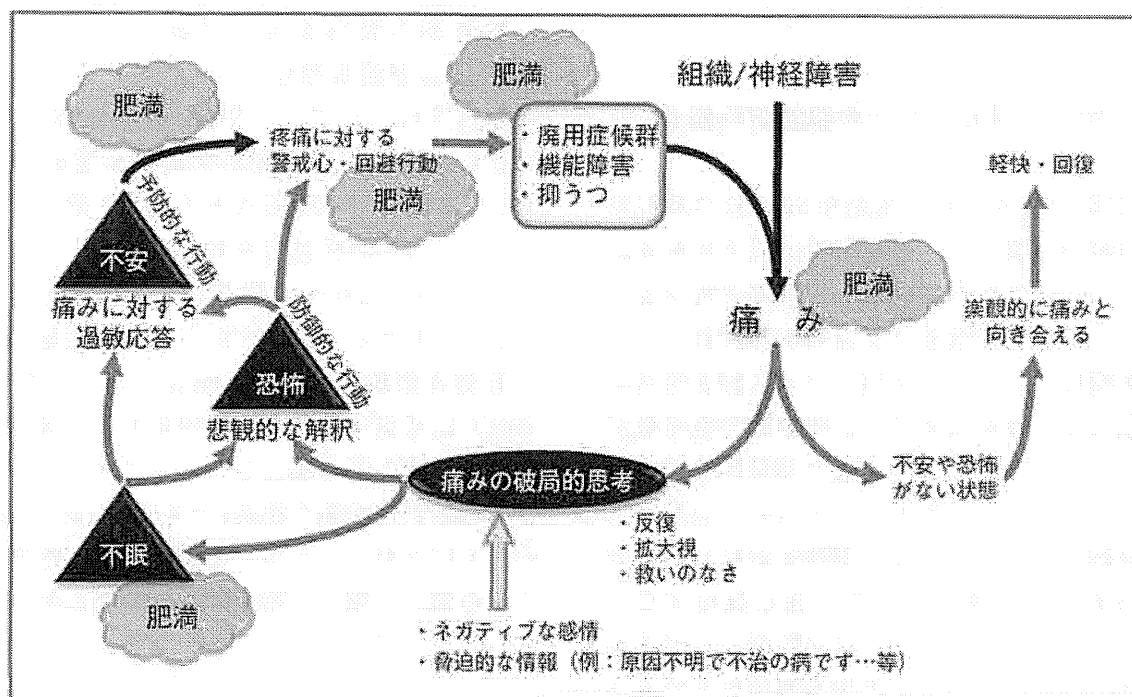 肥満
肥満
組織/神経障害
疼痛に対する
警戒心・回避行動
・廃用症候群
・機能障害
・抑うつ
軽快・回復
予防的な行動
肥満
不安
痛みに対する
過敏応答
防御的な行動
肥満
痛み
楽観的に痛みと
向き合える
恐怖
悲観的な解釈
痛みの破局的思考
不安や恐怖
がない状態
・反復
・拡大視
・救いのなさ
不眠
肥満
・ネガティブな感情
・脅迫的な情報（例：原因不明で不治の病です…等）